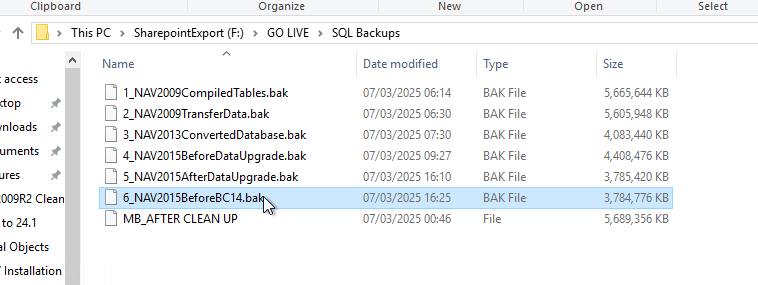 Clipboard Organize New Open Select
This PC > SharepointExport (F:) > GO LIVE > SQL Backups
Name Date modified Type Size
1_NAV2009CompiledTables.bak 07/03/2025 06:14 BAK File 5,665,644 KB
t access
2_NAV2009TransferData.bak 07/03/2025 06:30 BAK File 5,605,948 KB
ktop
3_NAV2013ConvertedDatabase.bak 07/03/2025 07:30 BAK File 4,083,440 KB
wnloads
4_NAV2015BeforeDataUpgrade.bak 07/03/2025 09:27 BAK File 4,408,476 KB
uments
5_NAV2015AfterDataUpgrade.bak 07/03/2025 16:10 BAK File 3,785,420 KB
ures
6_NAV2015BeforeBC14.bak 07/03/2025 16:25 BAK File 3,784,776 KB
2009R2 Clean
MB_AFTER CLEAN UP 07/03/2025 00:46 File 5,689,356 KB
to 24.1
al Objects
/ Installation